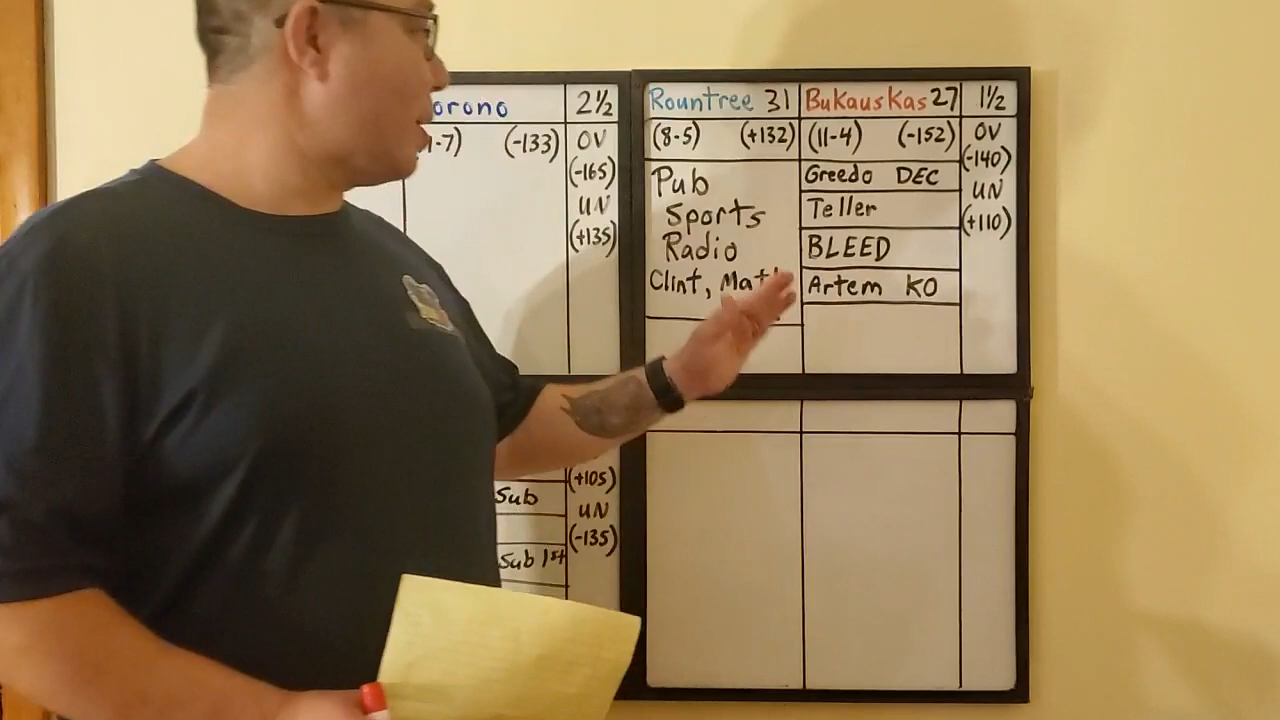 orono 2½
-7) (-133) OV
(-165)
UN
(+135)
Rountree 31 Bukauskas 27 1½
(8-5) (+132) (11-4) (-152) OV
(-140)
UN
(+110)
Pub
Sports
Radio
Clint,
Greedo DEC
Teller
BLEED
Artem KO
(+105)
Sub UN
(-135)
Sub 1st